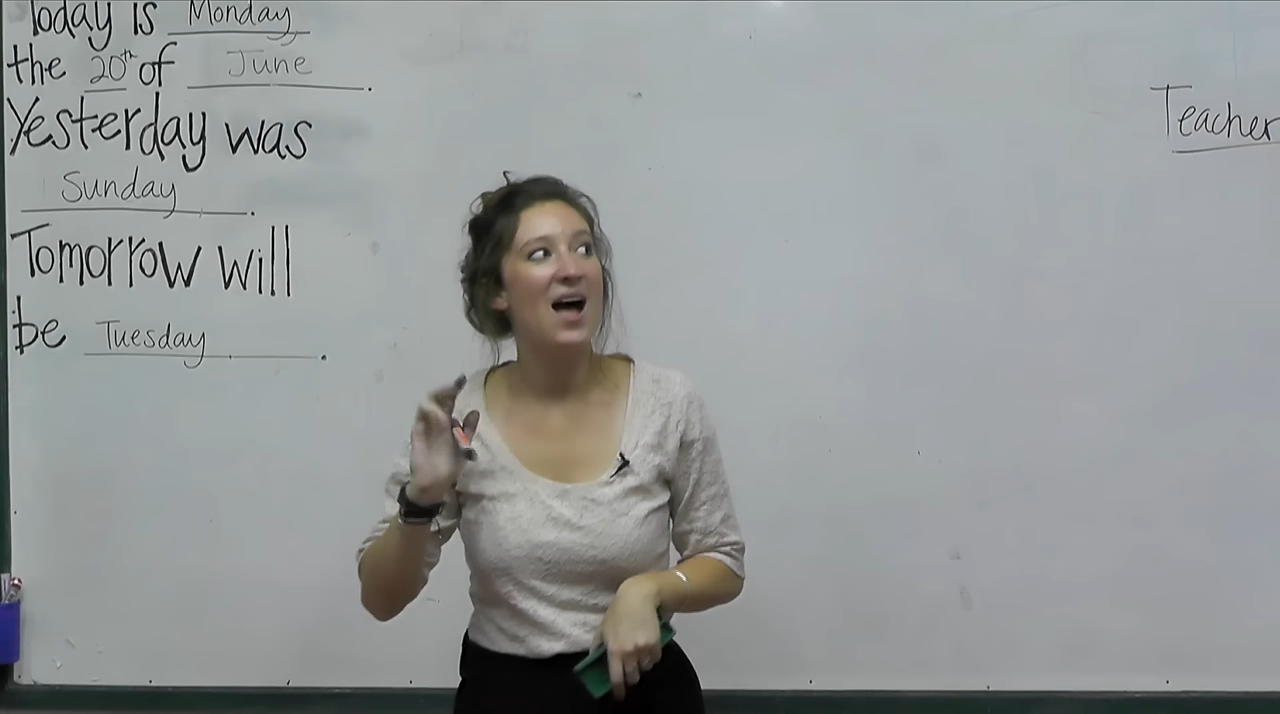 Today is Monday,
the 20th of June.
Yesterday was
Sunday.
Tomorrow will
be Tuesday.
Teacher